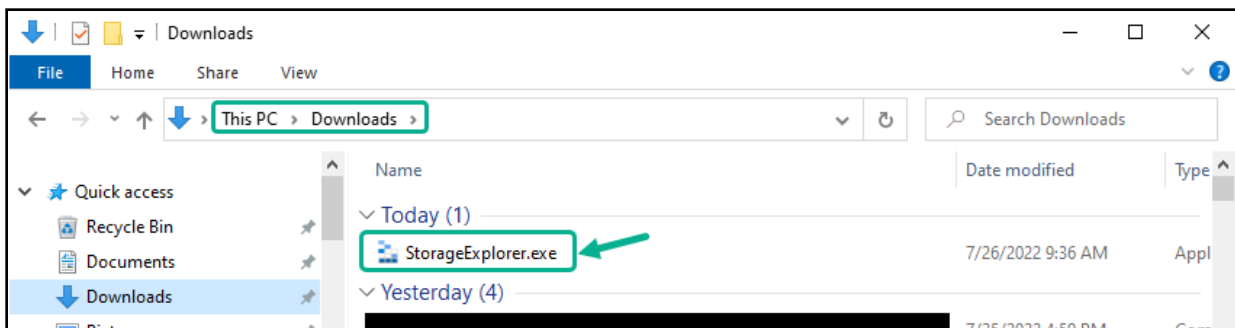 Downloads
File Home Share View
This PC > Downloads >
Search Downloads
Name Date modified Type
Quick access
Today (1)
Recycle Bin
StorageExplorer.exe 7/26/2022 9:36 AM Appl
Documents
Downloads
Yesterday (4)